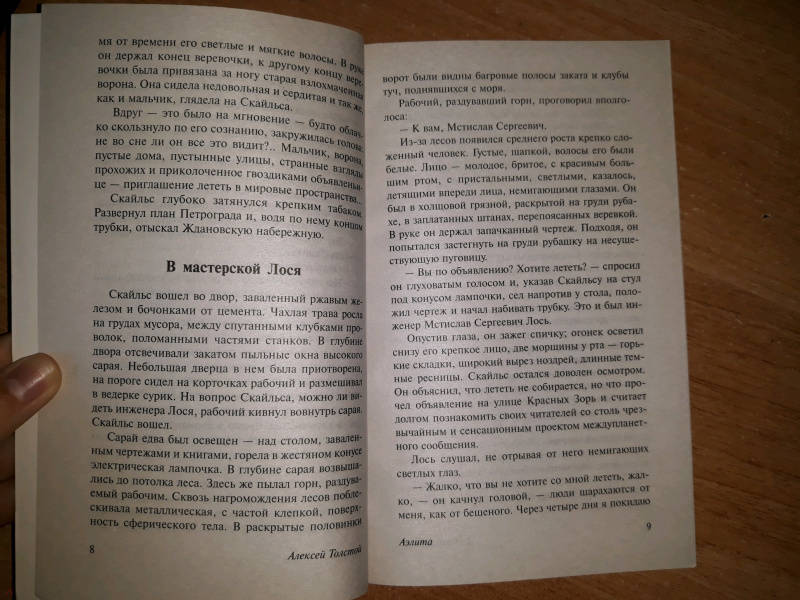 мя от времени его светлые и мягкие волосы. В руке
он держал конец веревочки, к другому концу вере-
вочки была привязана за ногу старая взлохмаченная
ворона. Она сидела недовольная и сердитая и так же,
как и мальчик, глядела на Скайльса.
Вдруг — это было на мгновение — будто облач-
ко скользнуло по его сознанию, закружилась голова:
не во сне ли он все это видит?.. Мальчик, ворона,
пустые дома, пустынные улицы, странные взгляды
прохожих и приколоченное гвоздиками объявленьи-
це — приглашение лететь в мировые пространства...
Скайльс глубоко затянулся крепким табаком.
Развернул план Петрограда и, водя по нему концом
трубки, отыскал Ждановскую набережную.
В мастерской Лося
Скайльс вошел во двор, заваленный ржавым же-
лезом и бочонками от цемента. Чахлая трава росла
на грудах мусора, между спутанными клубками про-
волок, поломанными частями станков. В глубине
двора отсвечивали закатом пыльные окна высокого
сарая. Небольшая дверца в нем была приотворена,
на пороге сидел на корточках рабочий и размешивал
в ведерке сурик. На вопрос Скайльса, можно ли ви-
деть инженера Лося, рабочий кивнул вовнутрь сарая.
Скайльс вошел.
Сарай едва был освещен — над столом, завален-
ным чертежами и книгами, горела в жестяном конусе
электрическая лампочка. В глубине сарая возвыша-
лись до потолка леса. Здесь же пылал горн, раздува-
емый рабочим. Сквозь нагромождения лесов поблес-
кивала металлическая, с частой клепкой, поверх-
ность сферического тела. В раскрытые половинки
8
Алексей Толстой
ворот были видны багровые полосы заката и клубы
туч, поднявшихся с моря.
Рабочий, раздувавший горн, проговорил вполго-
лоса:
— К вам, Мстислав Сергеевич.
Из-за лесов появился среднего роста крепко сло-
женный человек. Густые, шапкой, волосы его были
белые. Лицо — молодое, бритое, с красивым боль-
шим ртом, с пристальными, светлыми, казалось,
летящими впереди лица, немигающими глазами. Он
был в холщовой грязной, раскрытой на груди руба-
хе, в заплатанных штанах, перепоясанных веревкой.
В руке он держал запачканный чертеж. Подходя, он
попытался застегнуть на груди рубашку на несуще-
ствующую пуговицу.
— Вы по объявлению? Хотите лететь? — спросил
он глуховатым голосом и, указав Скайльсу на стул
под конусом лампочки, сел напротив у стола, поло-
жил чертеж и начал набивать трубку. Это и был ин-
женер Мстислав Сергеевич Лось.
Опустив глаза, он зажег спичку; огонек осветил
снизу его крепкое лицо, две морщины у рта — горь-
кие складки, широкий вырез ноздрей, длинные тем-
ные ресницы. Скайльс остался доволен осмотром.
Он объяснил, что лететь не собирается, но что про-
чел объявление на улице Красных Зорь и считает
долгом познакомить своих читателей со столь чрез-
вычайным и сенсационным проектом междупланет-
ного сообщения.
Лось слушал, не отрывая от него немигающих
светлых глаз.
— Жалко, что вы не хотите со мной лететь, жал-
ко, — он качнул головой, — люди шарахаются от
меня, как от бешеного. Через четыре дня я покидаю
9
Аэлита